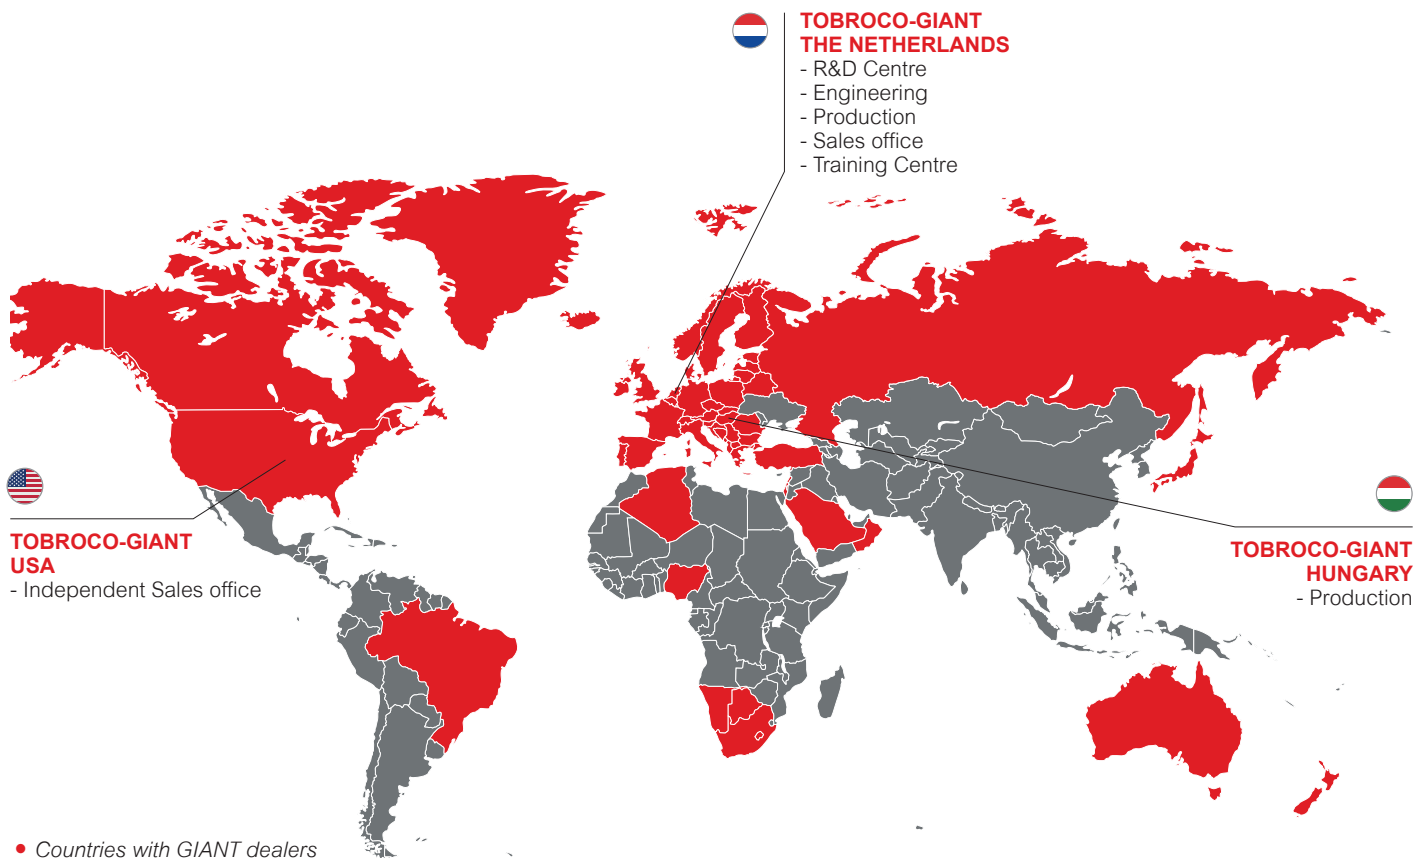 TOBROCO-GIANT
THE NETHERLANDS
- R&D Centre
- Engineering
- Production
- Sales office
- Training Centre
TOBROCO-GIANT
USA
- Independent Sales office
TOBROCO-GIANT
HUNGARY
- Production
• Countries with GIANT dealers